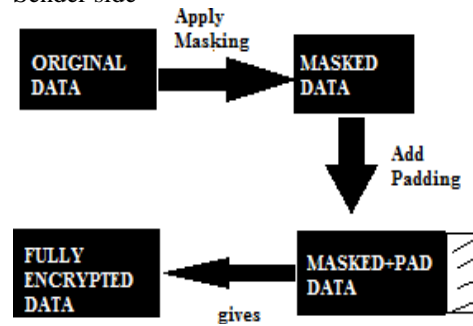 Sender side
Apply
Masking
ORIGINAL
DATA
MASKED
DATA
Add
Padding
MASKED+PAD
DATA
gives
FULLY
ENCRYPTED
DATA